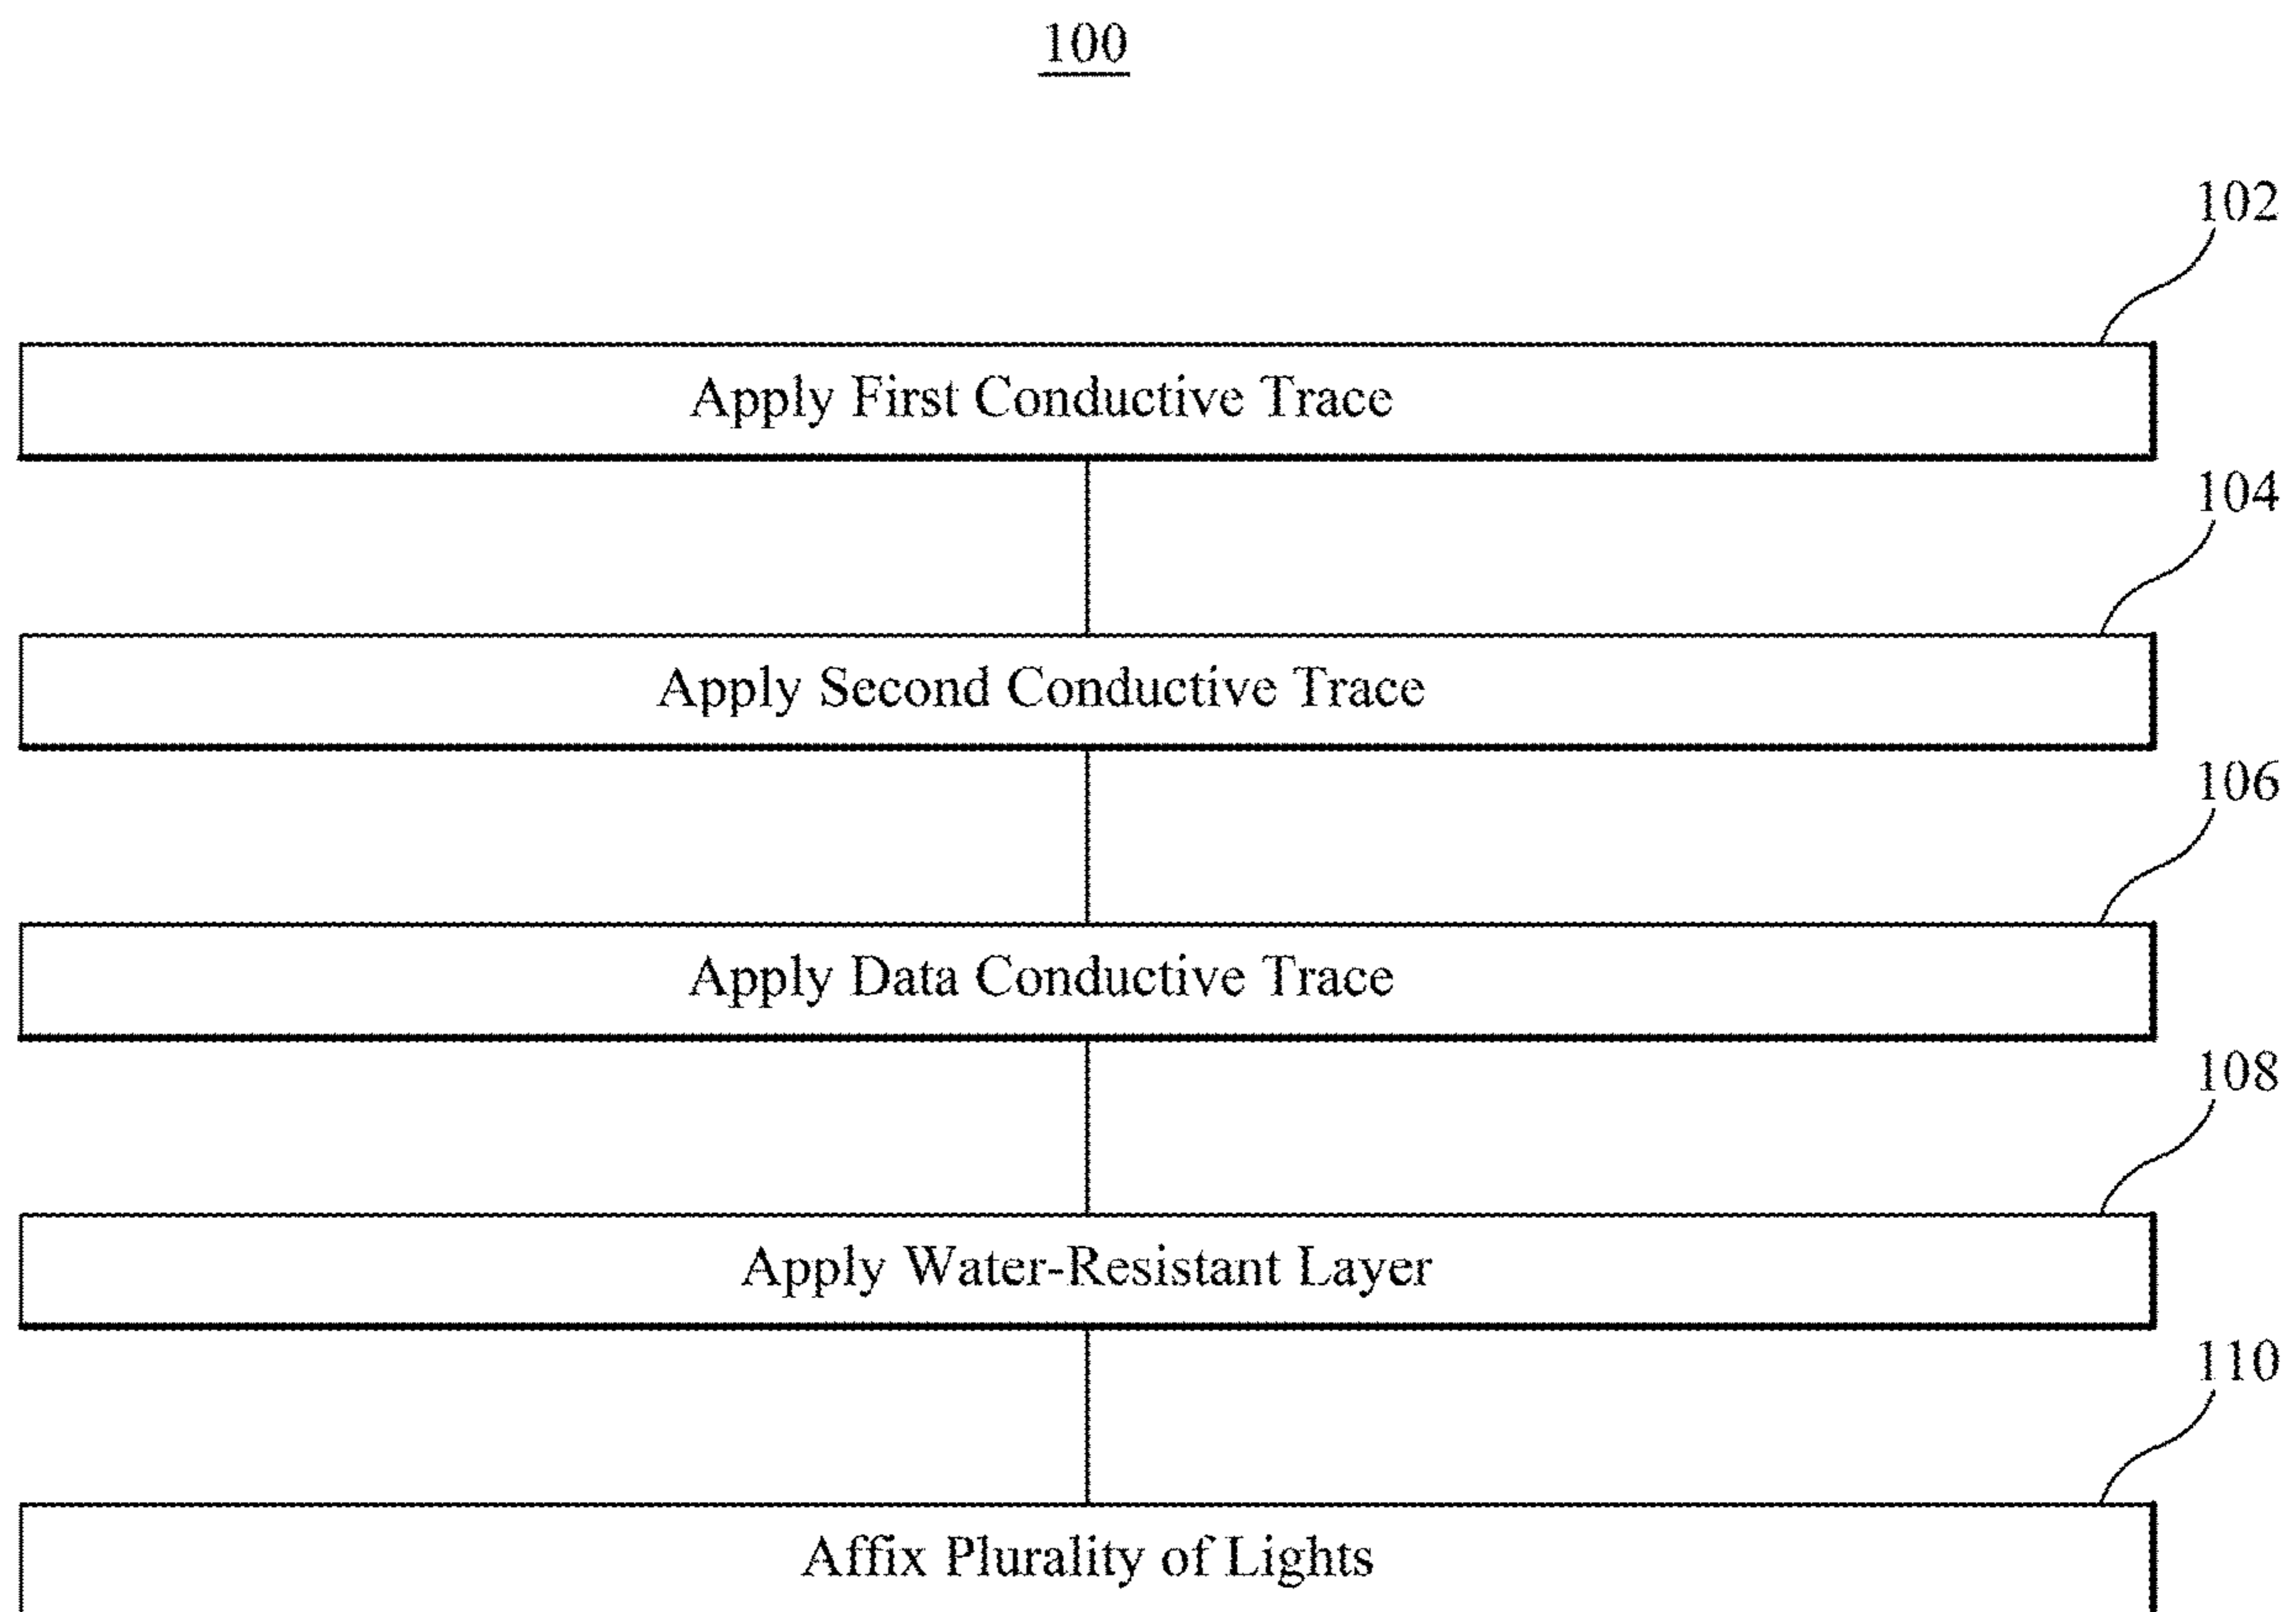 100
102
Apply First Conductive Trace
104
Apply Second Conductive Trace
106
Apply Data Conductive Trace
108
Apply Water-Resistant Layer
110
Affix Plurality of Lights